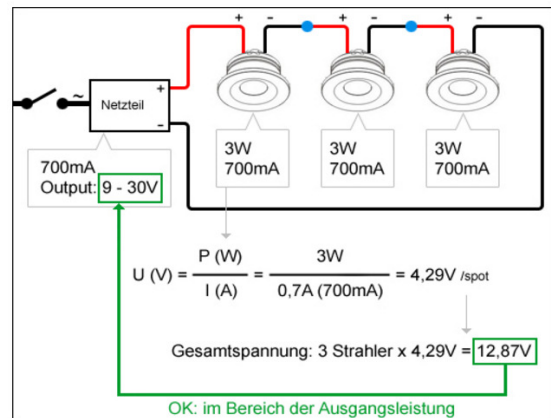 + - + - + -
~ Netzteil + -
700mA
Output: 9 - 30V
3W
700mA
3W
700mA
3W
700mA
U (V) = P (W) / I (A) = 3W / 0,7A (700mA) = 4,29V /spot
Gesamtspannung: 3 Strahler x 4,29V = 12,87V
OK: im Bereich der Ausgangsleistung